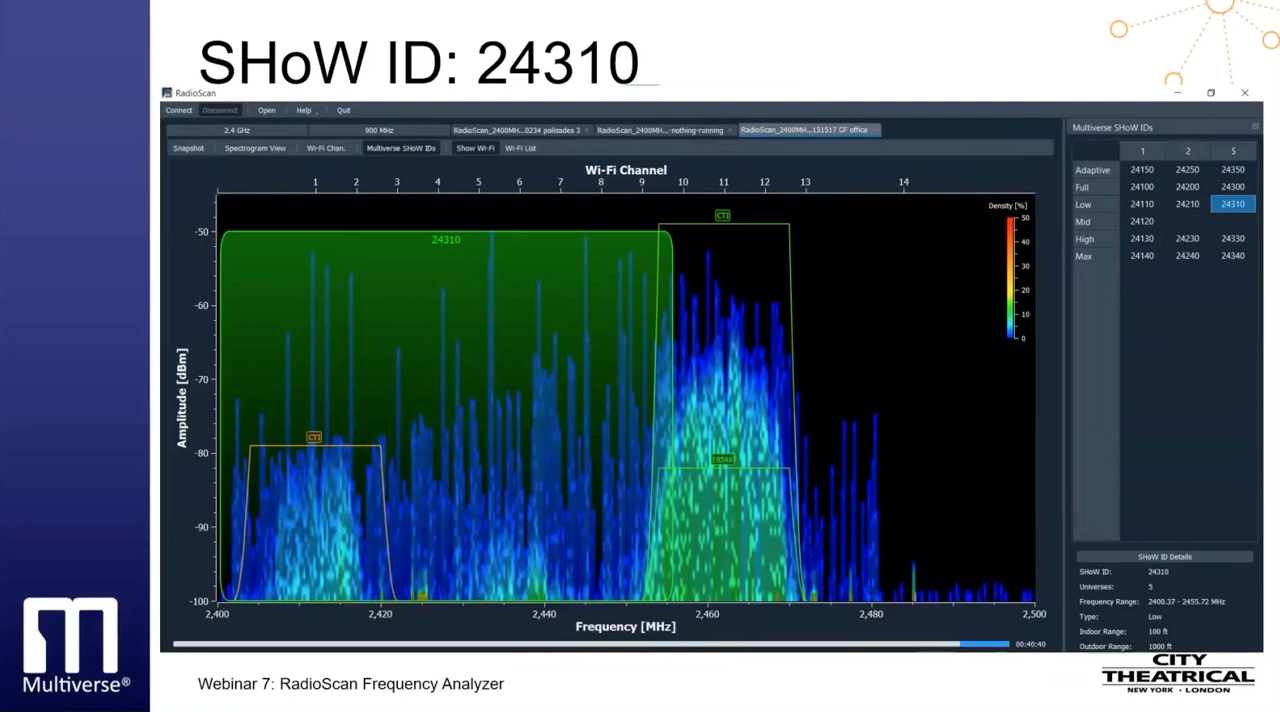 SHoW ID: 24310
RadioScan
Connect Disconnect Open Help Quit
2.4 GHz 900 MHz RadioScan_2400MH...0234 palisades 3 RadioScan_2400MH...-nothing-running RadioScan_2400MH...151517 GF office
Snapshot Spectrogram View Wi-Fi Chan. Multiverse SHoW IDs Show Wi-Fi Wi-Fi List
Wi-Fi Channel
1 2 3 4 5 6 7 8 9 10 11 12 13 14
Density [%]
50
40
30
20
10
0
CTI
24310
CTI
EB540
Amplitude [dBm]
-50
-60
-70
-80
-90
-100
2,400 2,420 2,440 2,460 2,480 2,500
Frequency [MHz]
00:40:40
Multiverse SHoW IDs
1 2 5
Adaptive 24150 24250 24350
Full 24100 24200 24300
Low 24110 24210 24310
Mid 24120
High 24130 24230 24330
Max 24140 24240 24340
SHoW ID Details
SHoW ID: 24310
Universes: 5
Frequency Range: 2400.37 - 2455.72 MHz
Type: Low
Indoor Range: 100 ft
Outdoor Range: 1000 ft
Multiverse®
Webinar 7: RadioScan Frequency Analyzer
CITY
THEATRICAL
NEW YORK · LONDON